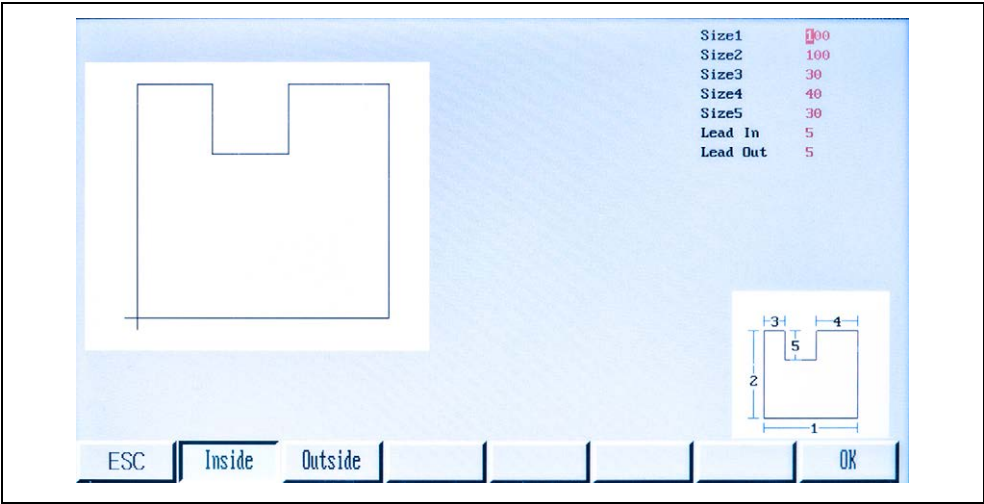 Size1 100
Size2 100
Size3 30
Size4 40
Size5 30
Lead In 5
Lead Out 5
3 4
5
2
1
ESC Inside Outside OK